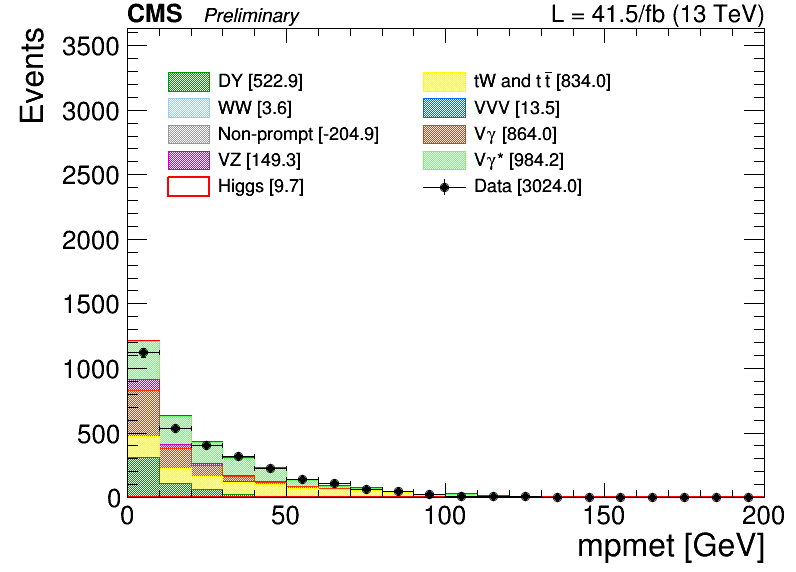 CMS Preliminary L = 41.5/fb (13 TeV)
Events
3500
3000
2500
2000
1500
1000
500
0
DY [522.9]
WW [3.6]
Non-prompt [-204.9]
VZ [149.3]
Higgs [9.7]
tW and tt̅ [834.0]
VVV [13.5]
Vγ [864.0]
Vγ* [984.2]
Data [3024.0]
0 50 100 150 200
mpmet [GeV]